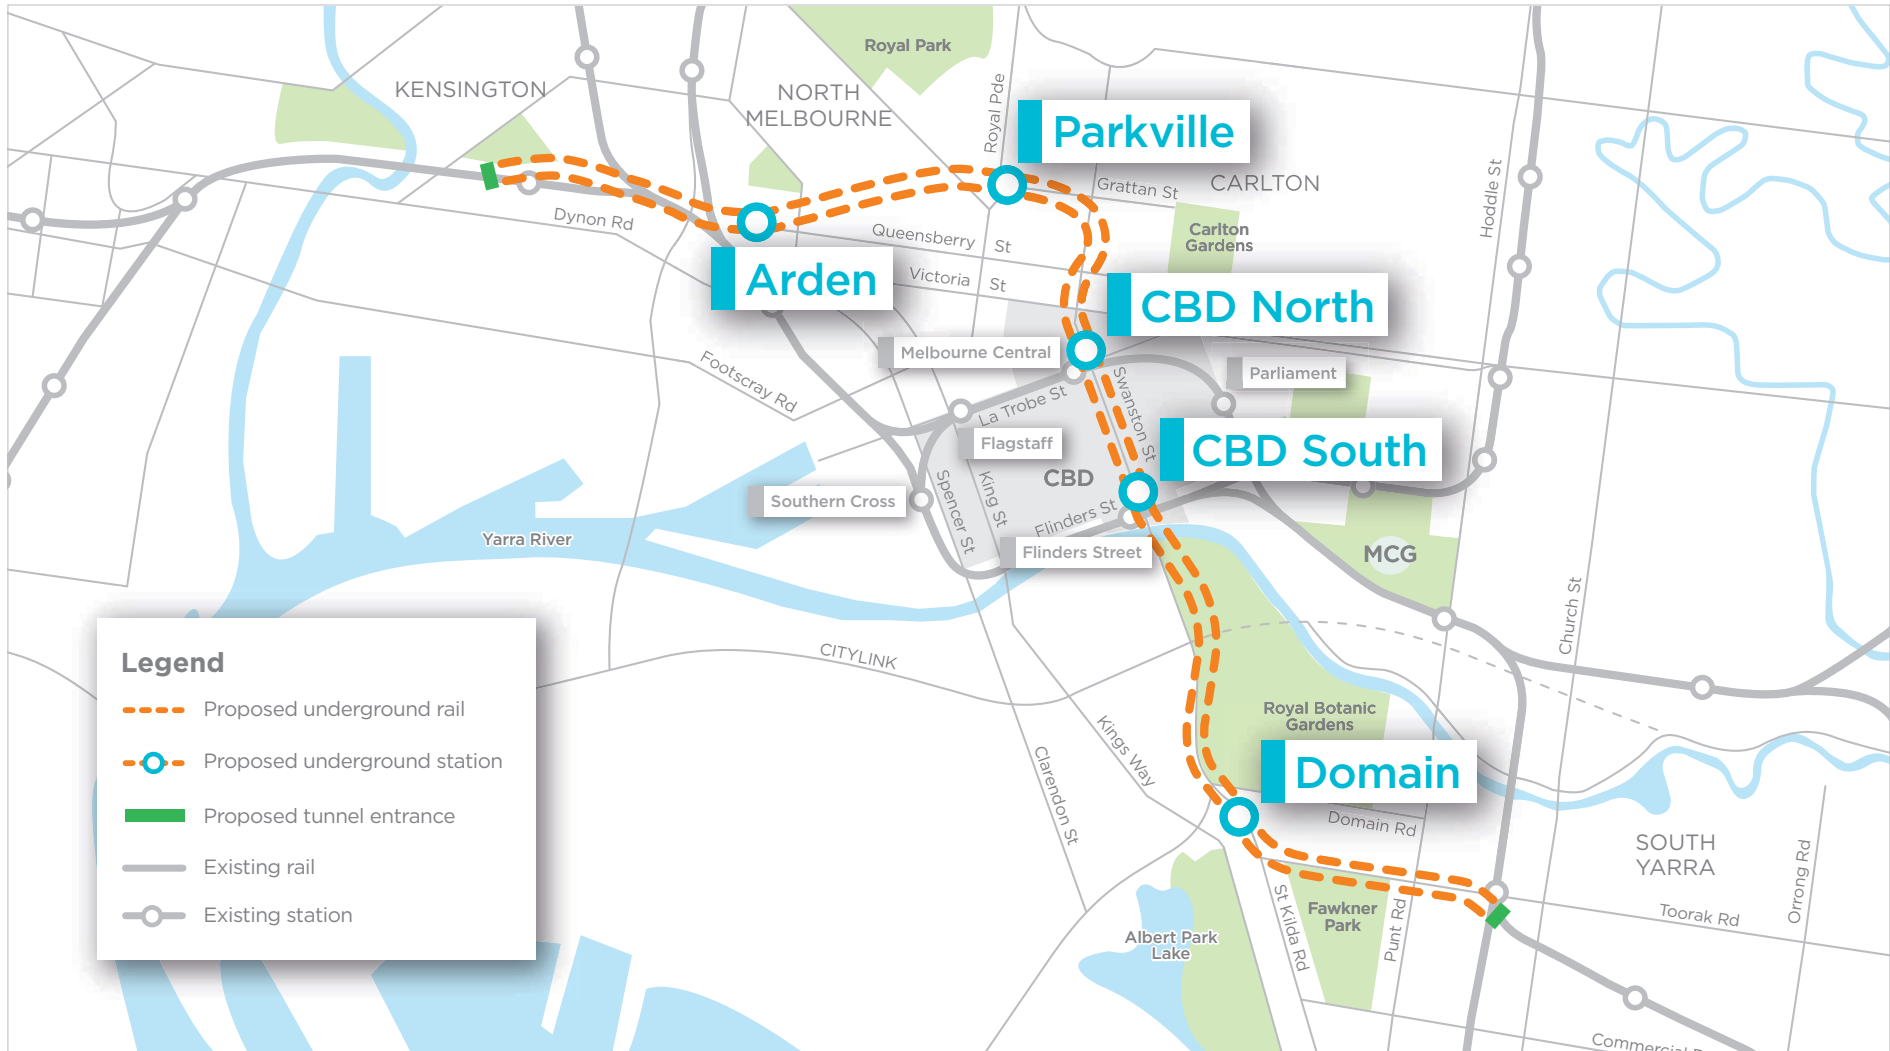 Royal Park
KENSINGTON
NORTH
MELBOURNE
Royal Pde
Parkville
Grattan St
CARLTON
Hoddle St
Dynon Rd
Queensberry St
Carlton
Gardens
Arden
Victoria St
CBD North
Melbourne Central
Swanston St
Parliament
Footscray Rd
La Trobe St
Flagstaff
CBD South
CBD
Southern Cross
Spencer St
King St
Flinders St
Yarra River
Flinders Street
MCG
Church St
CITYLINK
Legend
Proposed underground rail
Proposed underground station
Proposed tunnel entrance
Existing rail
Existing station
Royal Botanic
Gardens
Kings Way
Clarendon St
Domain
Domain Rd
SOUTH
YARRA
Orrong Rd
Toorak Rd
St Kilda Rd
Fawkner
Park
Punt Rd
Albert Park
Lake
Commercial